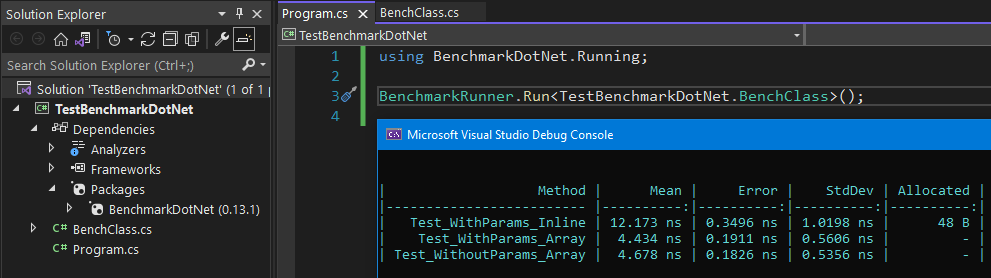 Solution Explorer
Search Solution Explorer (Ctrl+;)
Solution 'TestBenchmarkDotNet' (1 of 1 p
TestBenchmarkDotNet
Dependencies
Analyzers
Frameworks
Packages
BenchmarkDotNet (0.13.1)
BenchClass.cs
Program.cs
Program.cs BenchClass.cs
TestBenchmarkDotNet
1 using BenchmarkDotNet.Running;
2
3 BenchmarkRunner.Run<TestBenchmarkDotNet.BenchClass>();
4
Microsoft Visual Studio Debug Console
| Method | Mean | Error | StdDev | Allocated |
|------------------------- |----------:|----------:|----------:|----------:|
| Test_WithParams_Inline | 12.173 ns | 0.3496 ns | 1.0198 ns | 48 B |
| Test_WithParams_Array | 4.434 ns | 0.1911 ns | 0.5606 ns | - |
| Test_WithoutParams_Array | 4.678 ns | 0.1826 ns | 0.5356 ns | - |